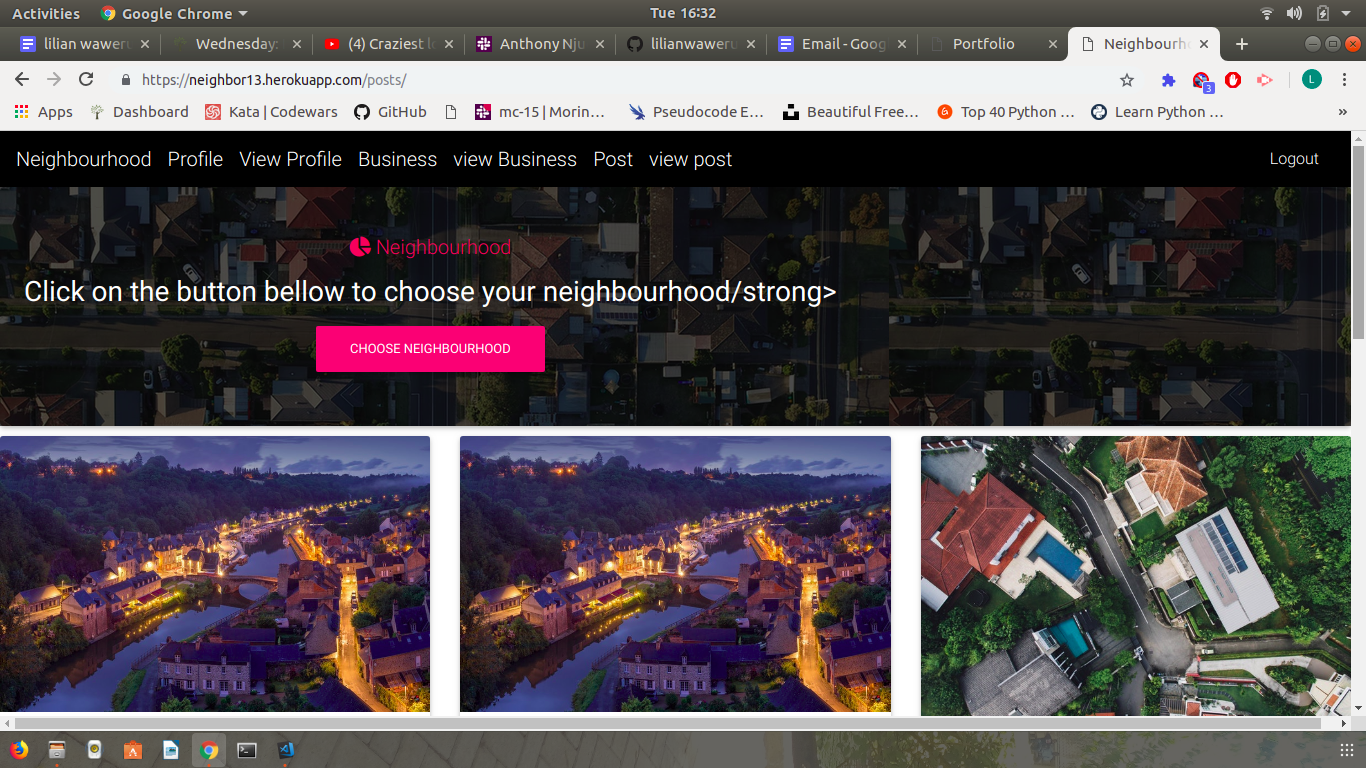 Activities Google Chrome Tue 16:32
lilian waweru Wednesday: (4) Craziest l Anthony Nju lilianwaweru Email - Goog Portfolio Neighbourho
https://neighbor13.herokuapp.com/posts/ 3 L
Apps Dashboard Kata | Codewars GitHub mc-15 | Morin… Pseudocode E… Beautiful Free… Top 40 Python … Learn Python … »
Neighbourhood Profile View Profile Business view Business Post view post Logout
Neighbourhood
Click on the button bellow to choose your neighbourhood/strong>
CHOOSE NEIGHBOURHOOD